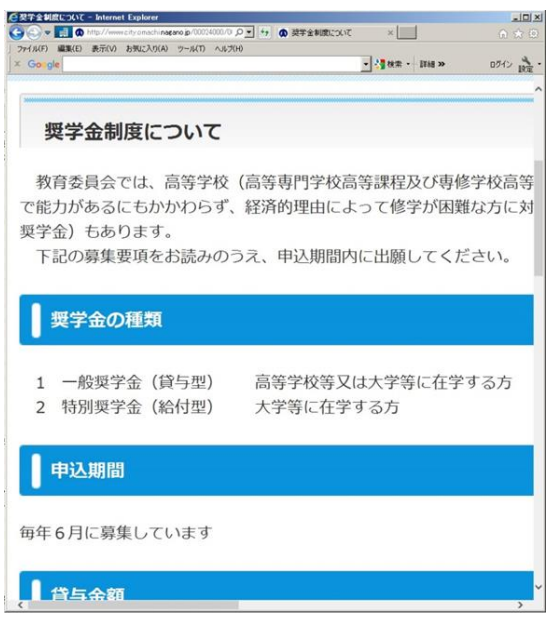 奨学金制度について - Internet Explorer
http://www.city.omachi.nagano.jp/00024000/0 奨学金制度について ×
ファイル(F) 編集(E) 表示(V) お気に入り(A) ツール(T) ヘルプ(H)
× Google 検索 詳細 » ログイン 設定
奨学金制度について
教育委員会では、高等学校（高等専門学校高等課程及び専修学校高等
で能力があるにもかかわらず、経済的理由によって修学が困難な方に対
奨学金）もあります。
下記の募集要項をお読みのうえ、申込期間内に出願してください。
奨学金の種類
1 一般奨学金（貸与型） 高等学校等又は大学等に在学する方
2 特別奨学金（給付型） 大学等に在学する方
申込期間
毎年６月に募集しています
貸与金額